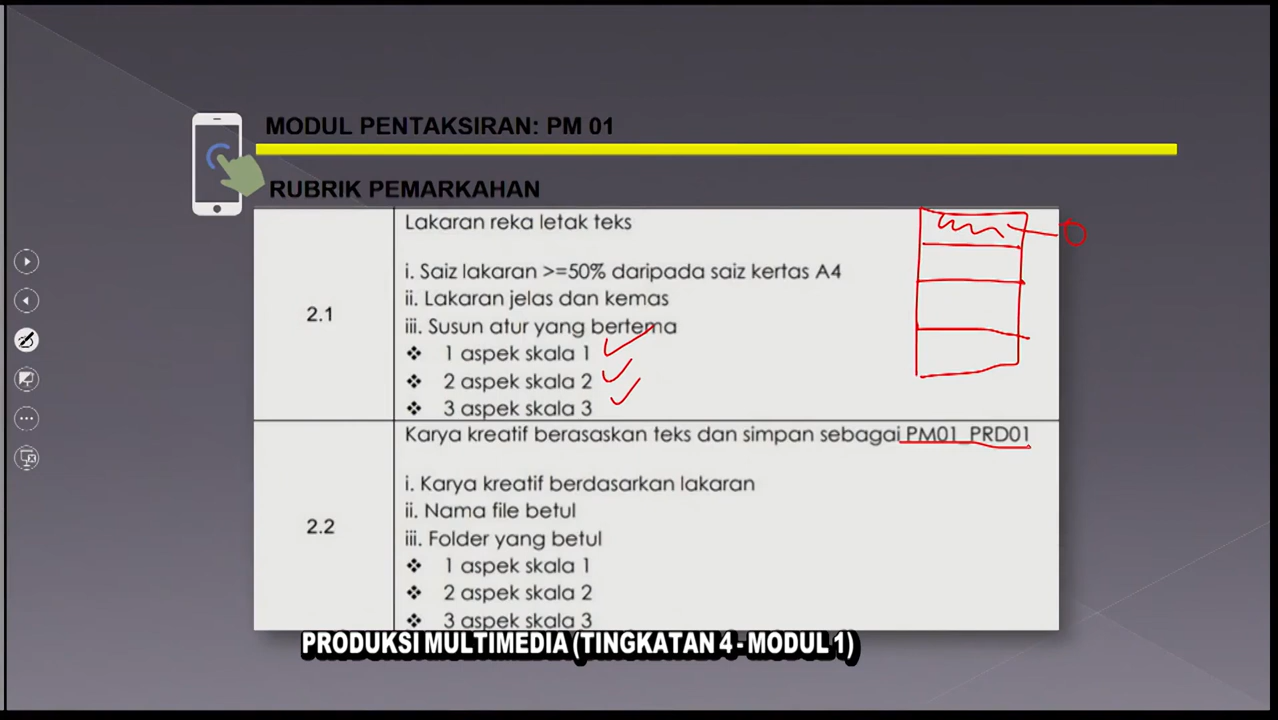 MODUL PENTAKSIRAN: PM 01
RUBRIK PEMARKAHAN
2.1
Lakaran reka letak teks
i. Saiz lakaran >=50% daripada saiz kertas A4
ii. Lakaran jelas dan kemas
iii. Susun atur yang bertema
❖ 1 aspek skala 1
❖ 2 aspek skala 2
❖ 3 aspek skala 3
2.2
Karya kreatif berasaskan teks dan simpan sebagai PM01_PRD01
i. Karya kreatif berdasarkan lakaran
ii. Nama file betul
iii. Folder yang betul
❖ 1 aspek skala 1
❖ 2 aspek skala 2
❖ 3 aspek skala 3
PRODUKSI MULTIMEDIA (TINGKATAN 4 - MODUL 1)